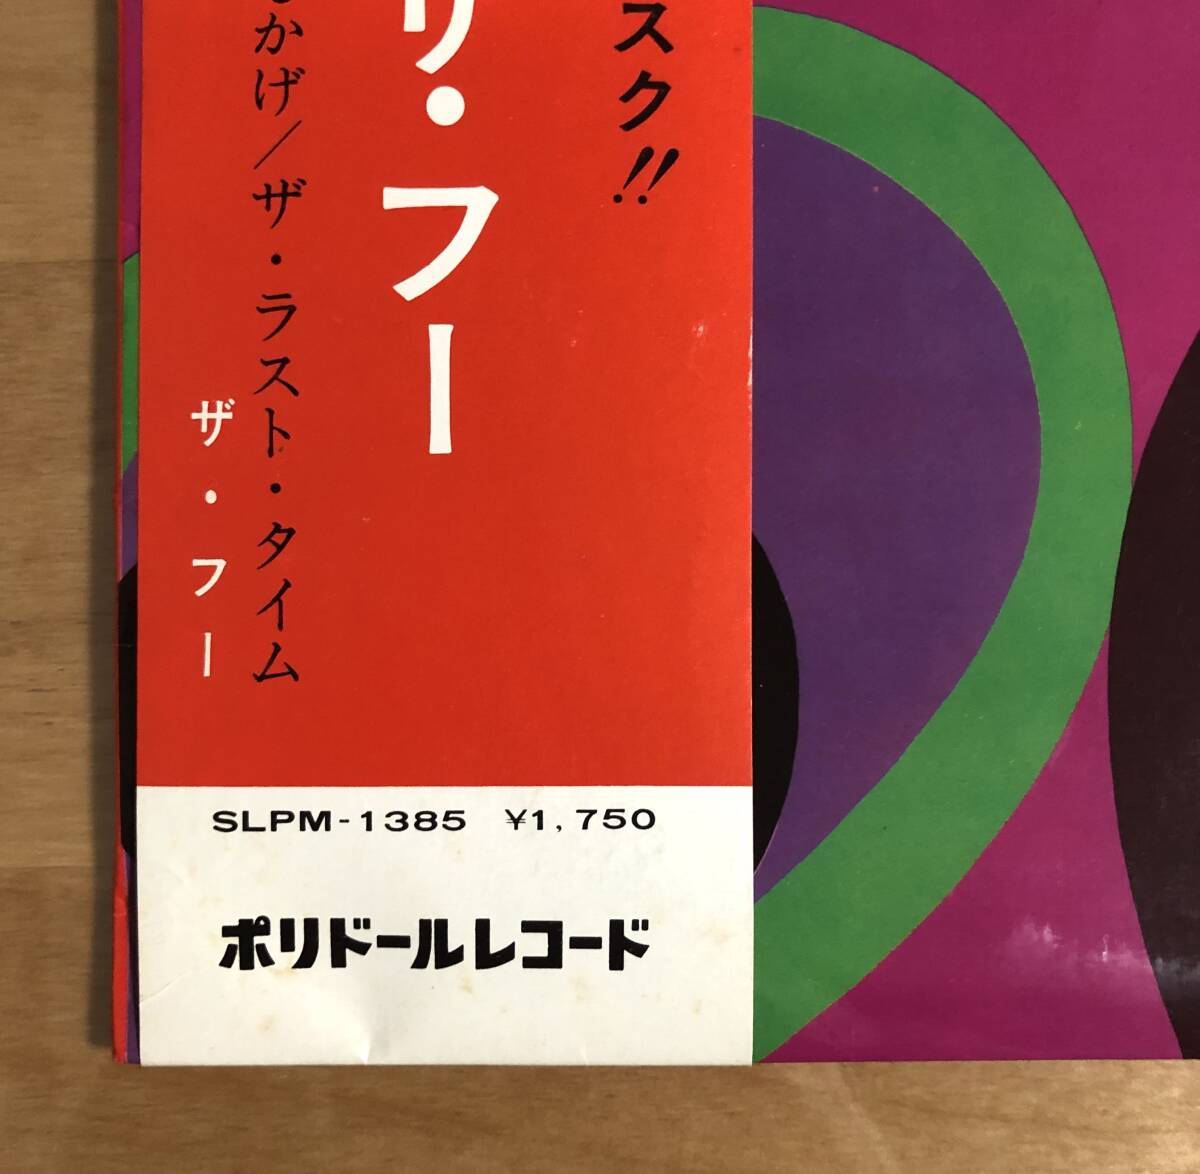 スク!!
リ・フー
かげ/ザ・ラスト・タイム
ザ・フー
SLPM-1385 ¥1,750
ポリドールレコード